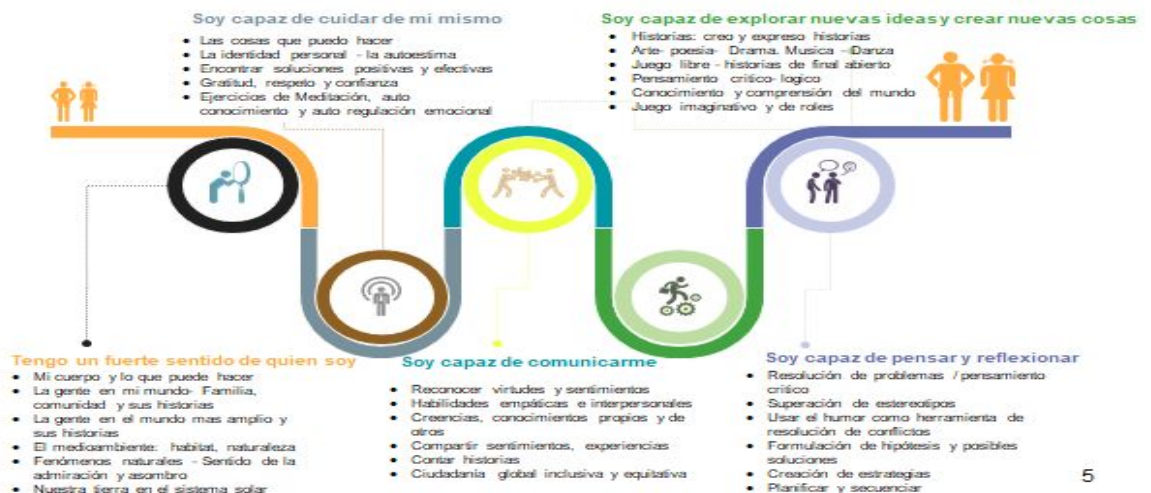 Soy capaz de cuidar de mi mismo
• Las cosas que puedo hacer
• La identidad personal - la autoestima
• Encontrar soluciones positivas y efectivas
• Gratitud, respeto y confianza
• Ejercicios de Meditación, auto
conocimiento y auto regulación emocional
Soy capaz de explorar nuevas ideas y crear nuevas cosas
• Historias: creo y expreso historias
• Arte- poesia- Drama. Musica - Danza
• Juego libre - historias de final abierto
• Pensamiento critico- logico
• Conocimiento y comprensión del mundo
• Juego imaginativo y de roles
Tengo un fuerte sentido de quien soy
• Mi cuerpo y lo que puede hacer
• La gente en mi mundo- Familia,
comunidad y sus historias
• La gente en el mundo mas amplio y
sus historias
• El medioambiente: habitat, naturaleza
• Fenómenos naturales - Sentido de la
admiración y asombro
• Nuestra tierra en el sistema solar
Soy capaz de comunicarme
• Reconocer virtudes y sentimientos
• Habilidades empáticas e interpersonales
• Creencias, conocimientos propios y de
otros
• Compartir sentimientos, experiencias
• Contar historias
• Ciudadanía global inclusiva y equitativa
Soy capaz de pensar y reflexionar
• Resolución de problemas / pensamiento
critico
• Superación de estereotipos
• Usar el humor como herramienta de
resolución de conflictos
• Formulación de hipótesis y posibles
soluciones
• Creación de estrategias
• Planificar y secuenciar
5